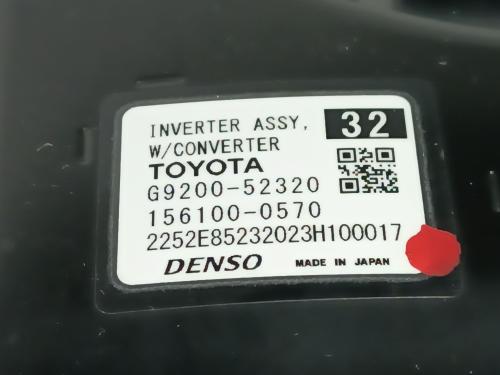 INVERTER ASSY, 32
W/CONVERTER
TOYOTA
G9200-52320
156100-0570
2252E85232023H100017
DENSO MADE IN JAPAN